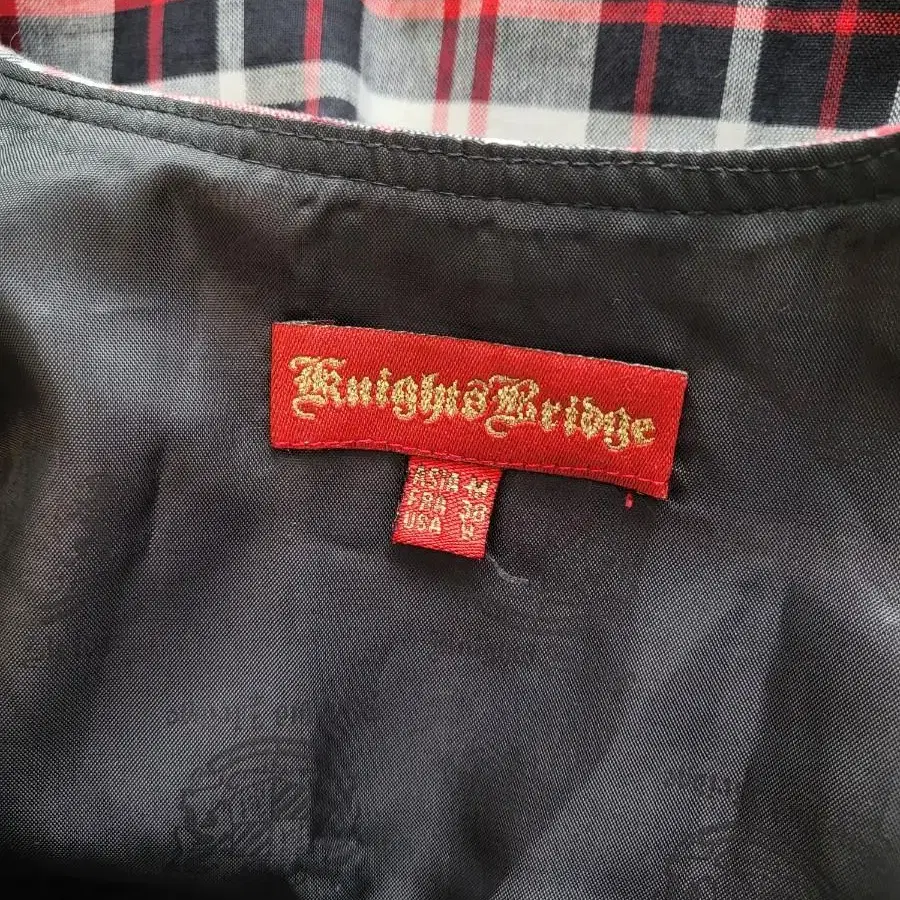 KnightsBridge
ASIA 44
FRA 38
USA 8